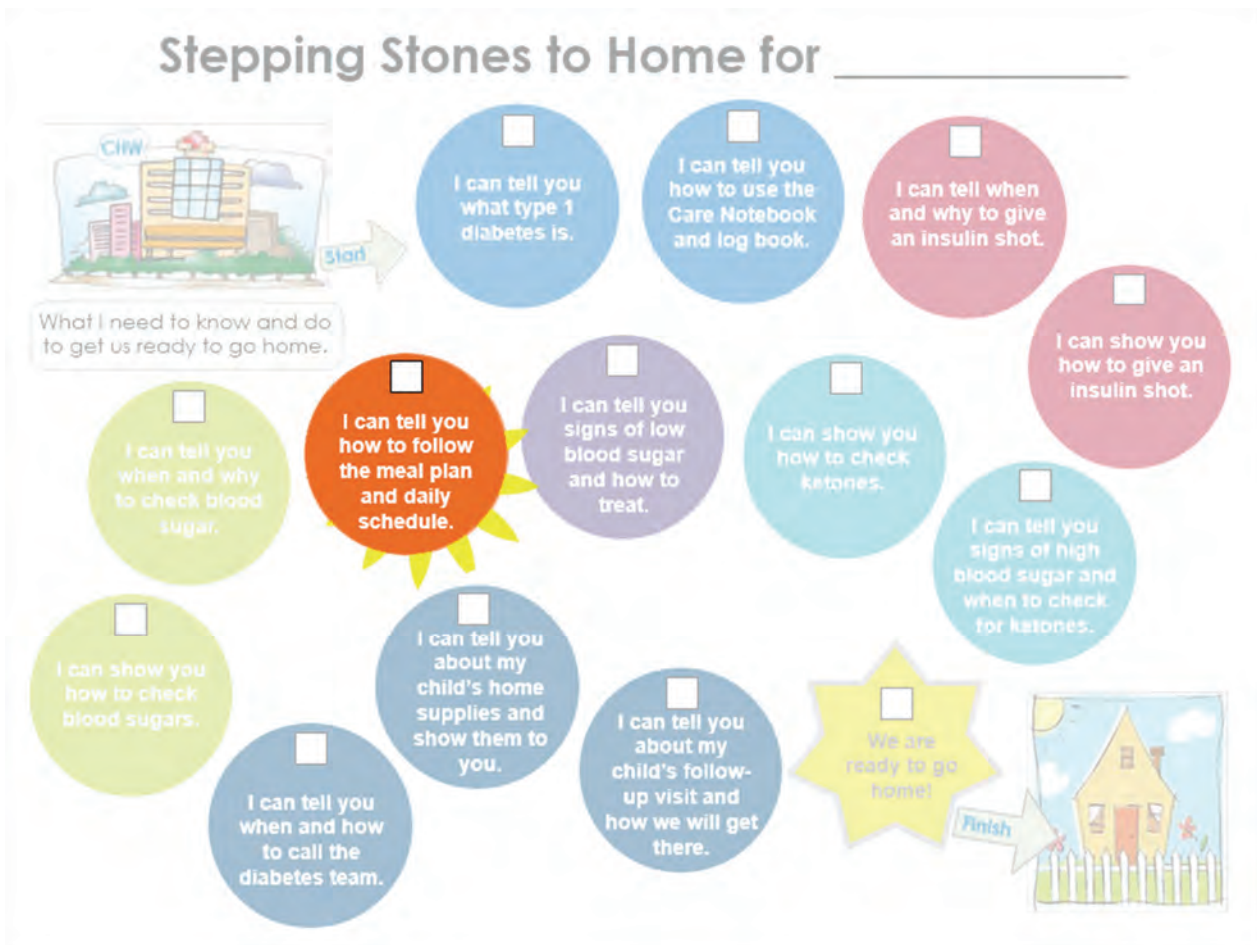 Stepping Stones to Home for
CHW
Start
What I need to know and do
to get us ready to go home.
I can tell you
what type 1
diabetes is.
I can tell you
how to use the
Care Notebook
and log book.
I can tell when
and why to give
an insulin shot.
I can show you
how to give an
insulin shot.
I can tell you
signs of high
blood sugar and
when to check
for ketones.
I can show you
how to check
ketones.
I can tell you
signs of low
blood sugar
and how to
treat.
I can tell you
how to follow
the meal plan
and daily
schedule.
I can tell you
when and why
to check blood
sugar.
I can show you
how to check
blood sugars.
I can tell you
when and how
to call the
diabetes team.
I can tell you
about my
child's home
supplies and
show them to
you.
I can tell you
about my
child's follow-
up visit and
how we will get
there.
We are
ready to go
home!
Finish